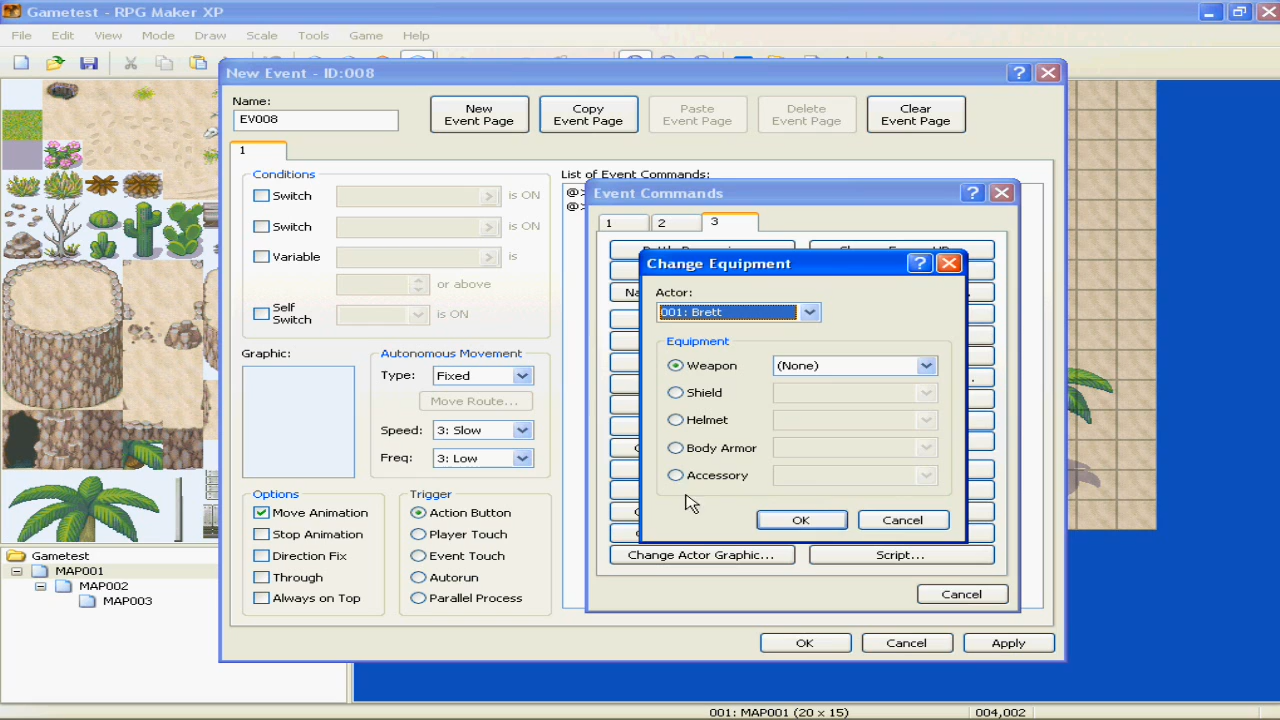 Gametest - RPG Maker XP
File Edit View Mode Draw Scale Tools Game Help
New Event - ID:008
Name:
EV008
New Event Page
Copy Event Page
Paste Event Page
Delete Event Page
Clear Event Page
1
Conditions
Switch is ON
Switch is ON
Variable is
or above
Self Switch is ON
Graphic:
Autonomous Movement
Type: Fixed
Move Route...
Speed: 3: Slow
Freq: 3: Low
Options
Move Animation
Stop Animation
Direction Fix
Through
Always on Top
Trigger
Action Button
Player Touch
Event Touch
Autorun
Parallel Process
List of Event Commands:
@>
@>
Event Commands
1 2 3
Na
Change Equipment
Actor:
001: Brett
Equipment
Weapon (None)
Shield
Helmet
Body Armor
Accessory
OK Cancel
Change Actor Graphic... Script...
Cancel
OK Cancel Apply
Gametest
MAP001
MAP002
MAP003
001: MAP001 (20 x 15) 004,002